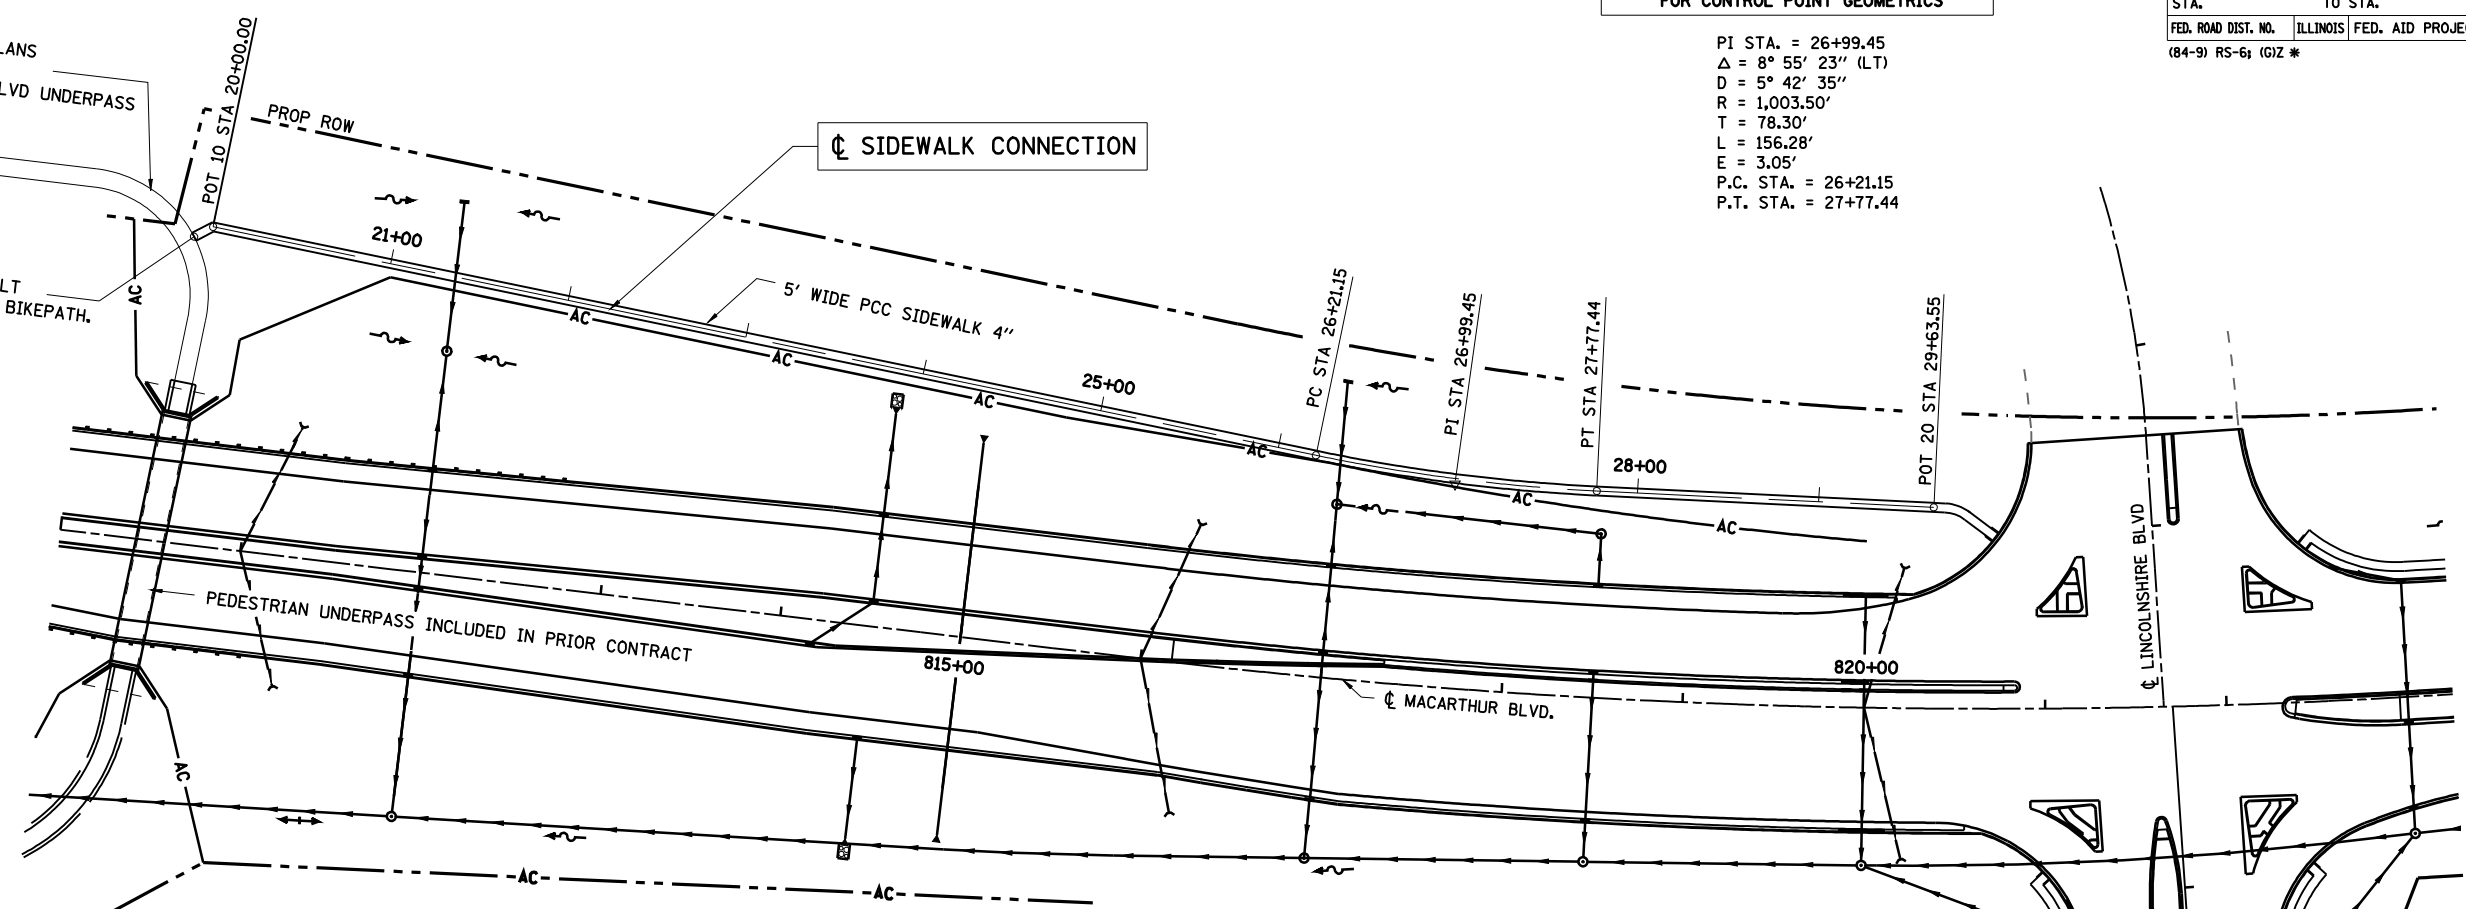 FOR CONTROL POINT GEOMETRICS
PI STA. = 26+99.45
Δ = 8° 55' 23" (LT)
D = 5° 42' 35"
R = 1,003.50'
T = 78.30'
L = 156.28'
E = 3.05'
P.C. STA. = 26+21.15
P.T. STA. = 27+77.44
STA. TO STA.
FED. ROAD DIST. NO. ILLINOIS FED. AID PROJE
(84-9) RS-6; (G)Z *
LANS
LVD UNDERPASS
POT 10 STA 20+00.00
PROP ROW
℄ SIDEWALK CONNECTION
21+00
LT
BIKEPATH.
AC
5' WIDE PCC SIDEWALK 4"
AC
AC
AC
AC
25+00
PC STA 26+21.15
PI STA 26+99.45
PT STA 27+77.44
POT 20 STA 29+63.55
28+00
AC
AC
℄ LINCOLNSHIRE BLVD
PEDESTRIAN UNDERPASS INCLUDED IN PRIOR CONTRACT
815+00
820+00
℄ MACARTHUR BLVD.
AC
AC
AC